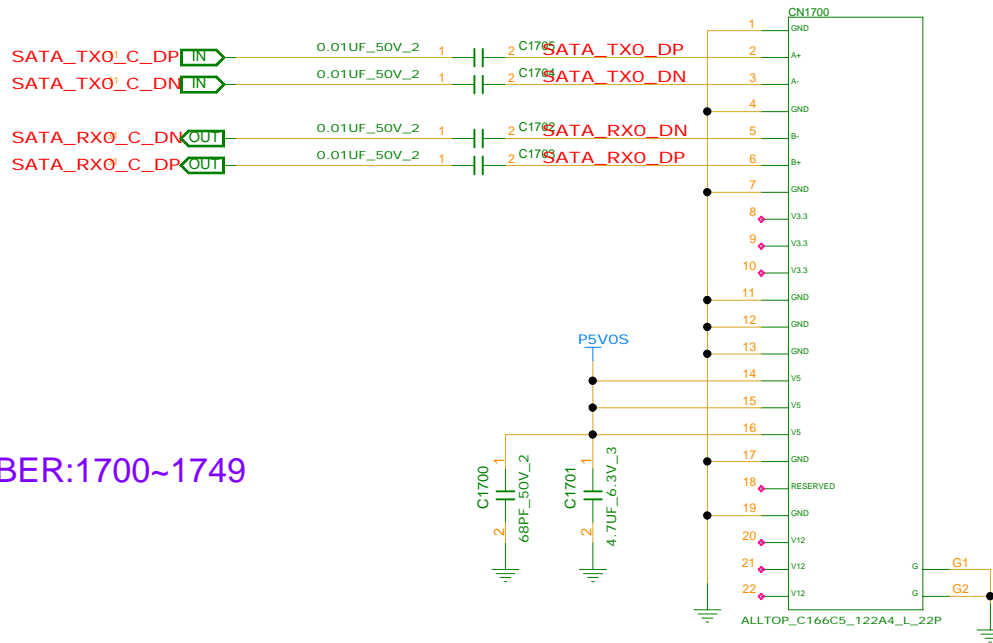 CN1700
1 GND
SATA_TX0_C_DP IN 0.01UF_50V_2 1 2 C1705 SATA_TX0_DP 2 A+
SATA_TX0_C_DN IN 0.01UF_50V_2 1 2 C1704 SATA_TX0_DN 3 A-
4 GND
SATA_RX0_C_DN OUT 0.01UF_50V_2 1 2 C1702 SATA_RX0_DN 5 B-
SATA_RX0_C_DP OUT 0.01UF_50V_2 1 2 C1703 SATA_RX0_DP 6 B+
7 GND
8 V3.3
9 V3.3
10 V3.3
11 GND
12 GND
13 GND
P5V0S
14 V5
15 V5
16 V5
BER:1700~1749
1 C1700 68PF_50V_2 2
1 C1701 4.7UF_6.3V_3 2
17 GND
18 RESERVED
19 GND
20 V12
21 V12
22 V12
G G1
G G2
ALLTOP_C166C5_122A4_L_22P